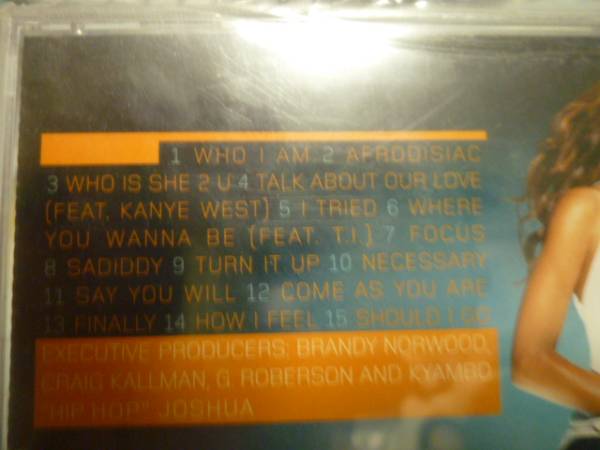 1 WHO I AM 2 AFRODISIAC
3 WHO IS SHE 2 U 4 TALK ABOUT OUR LOVE
(FEAT. KANYE WEST) 5 I TRIED 6 WHERE
YOU WANNA BE (FEAT. T.I.) 7 FOCUS
8 SADIDDY 9 TURN IT UP 10 NECESSARY
11 SAY YOU WILL 12 COME AS YOU ARE
13 FINALLY 14 HOW I FEEL 15 SHOULD I GO
EXECUTIVE PRODUCERS: BRANDY NORWOOD,
CRAIG KALLMAN, G. ROBERSON AND KYAMBO
"HIP HOP" JOSHUA